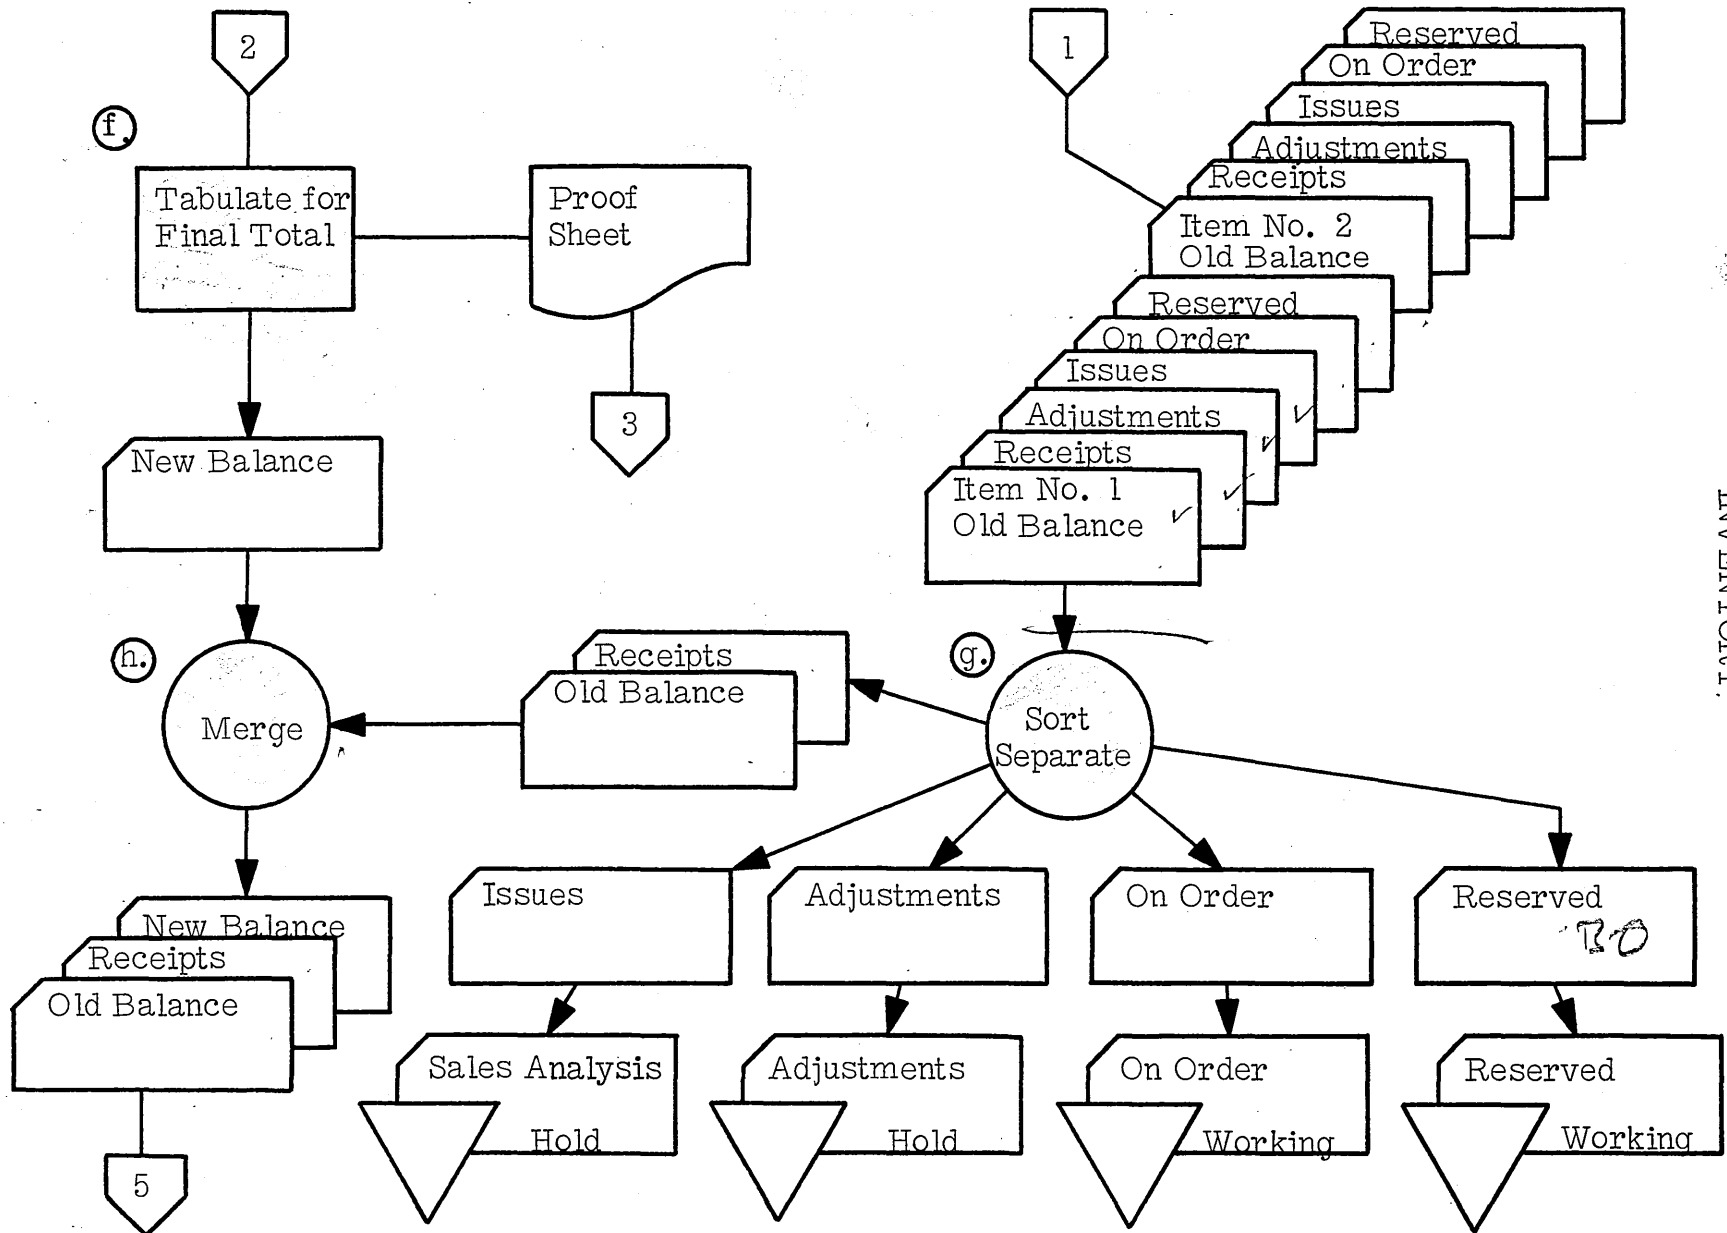 2
1
Reserved
On Order
Issues
Adjustments
Receipts
Item No. 2
Old Balance
Reserved
On Order
Issues
Adjustments
Receipts
Item No. 1
Old Balance
f.
Tabulate for
Final Total
Proof
Sheet
3
New Balance
h.
Merge
Receipts
Old Balance
g.
Sort
Separate
New Balance
Receipts
Old Balance
5
Issues
Adjustments
On Order
Reserved
BO
Sales Analysis
Hold
Adjustments
Hold
On Order
Working
Reserved
Working